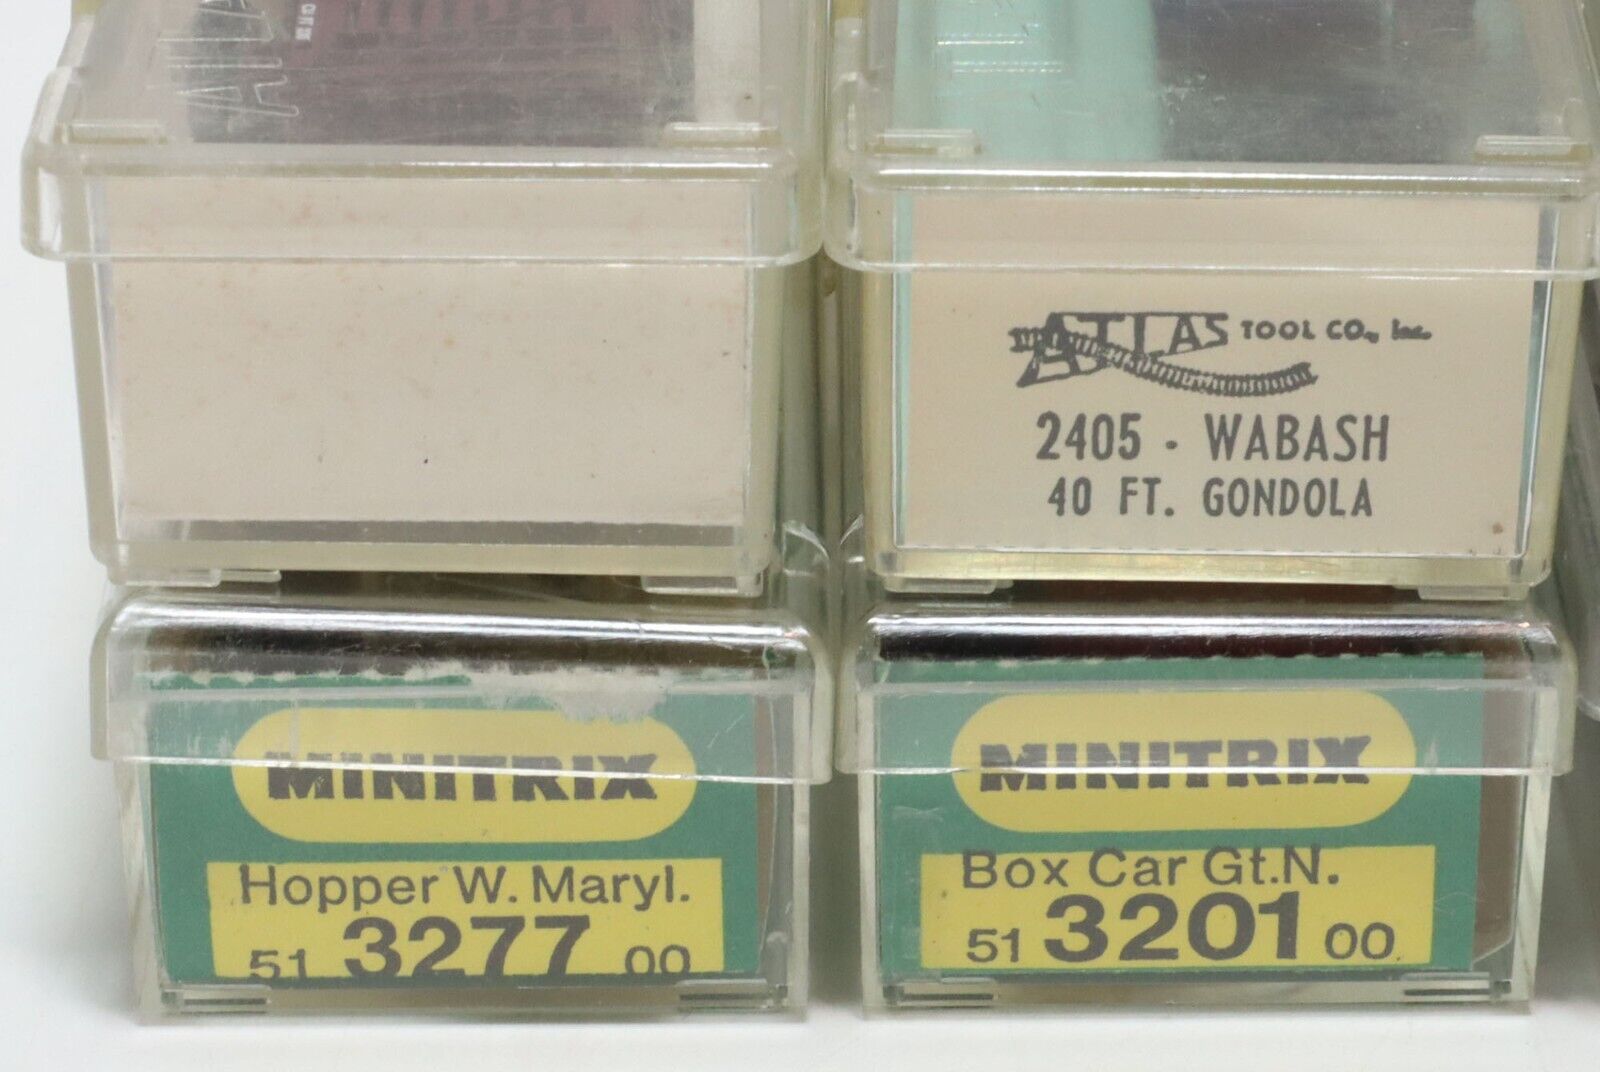 ATLAS TOOL CO., Inc.
2405 - WABASH
40 FT. GONDOLA
MINITRIX
Hopper W. Maryl.
51 3277 00
MINITRIX
Box Car Gt.N.
51 3201 00